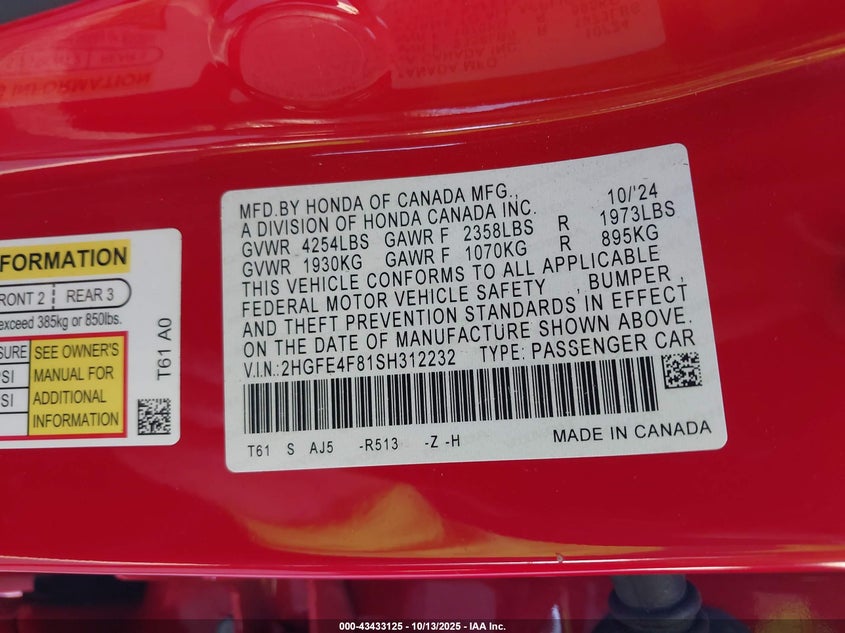 MFD.BY HONDA OF CANADA MFG., 10/'24
A DIVISION OF HONDA CANADA INC.
GVWR 4254LBS GAWR F 2358LBS R 1973LBS
GVWR 1930KG GAWR F 1070KG R 895KG
THIS VEHICLE CONFORMS TO ALL APPLICABLE
FEDERAL MOTOR VEHICLE SAFETY , BUMPER ,
AND THEFT PREVENTION STANDARDS IN EFFECT
ON THE DATE OF MANUFACTURE SHOWN ABOVE.
V.I.N.:2HGFE4F81SH312232 TYPE: PASSENGER CAR
T61 S AJ5 -R513 -Z -H MADE IN CANADA
FORMATION
FRONT 2 REAR 3
exceed 385kg or 850lbs.
SEE OWNER'S
MANUAL FOR
ADDITIONAL
INFORMATION
T61 A0
000-43433125 - 10/13/2025 - IAA Inc.